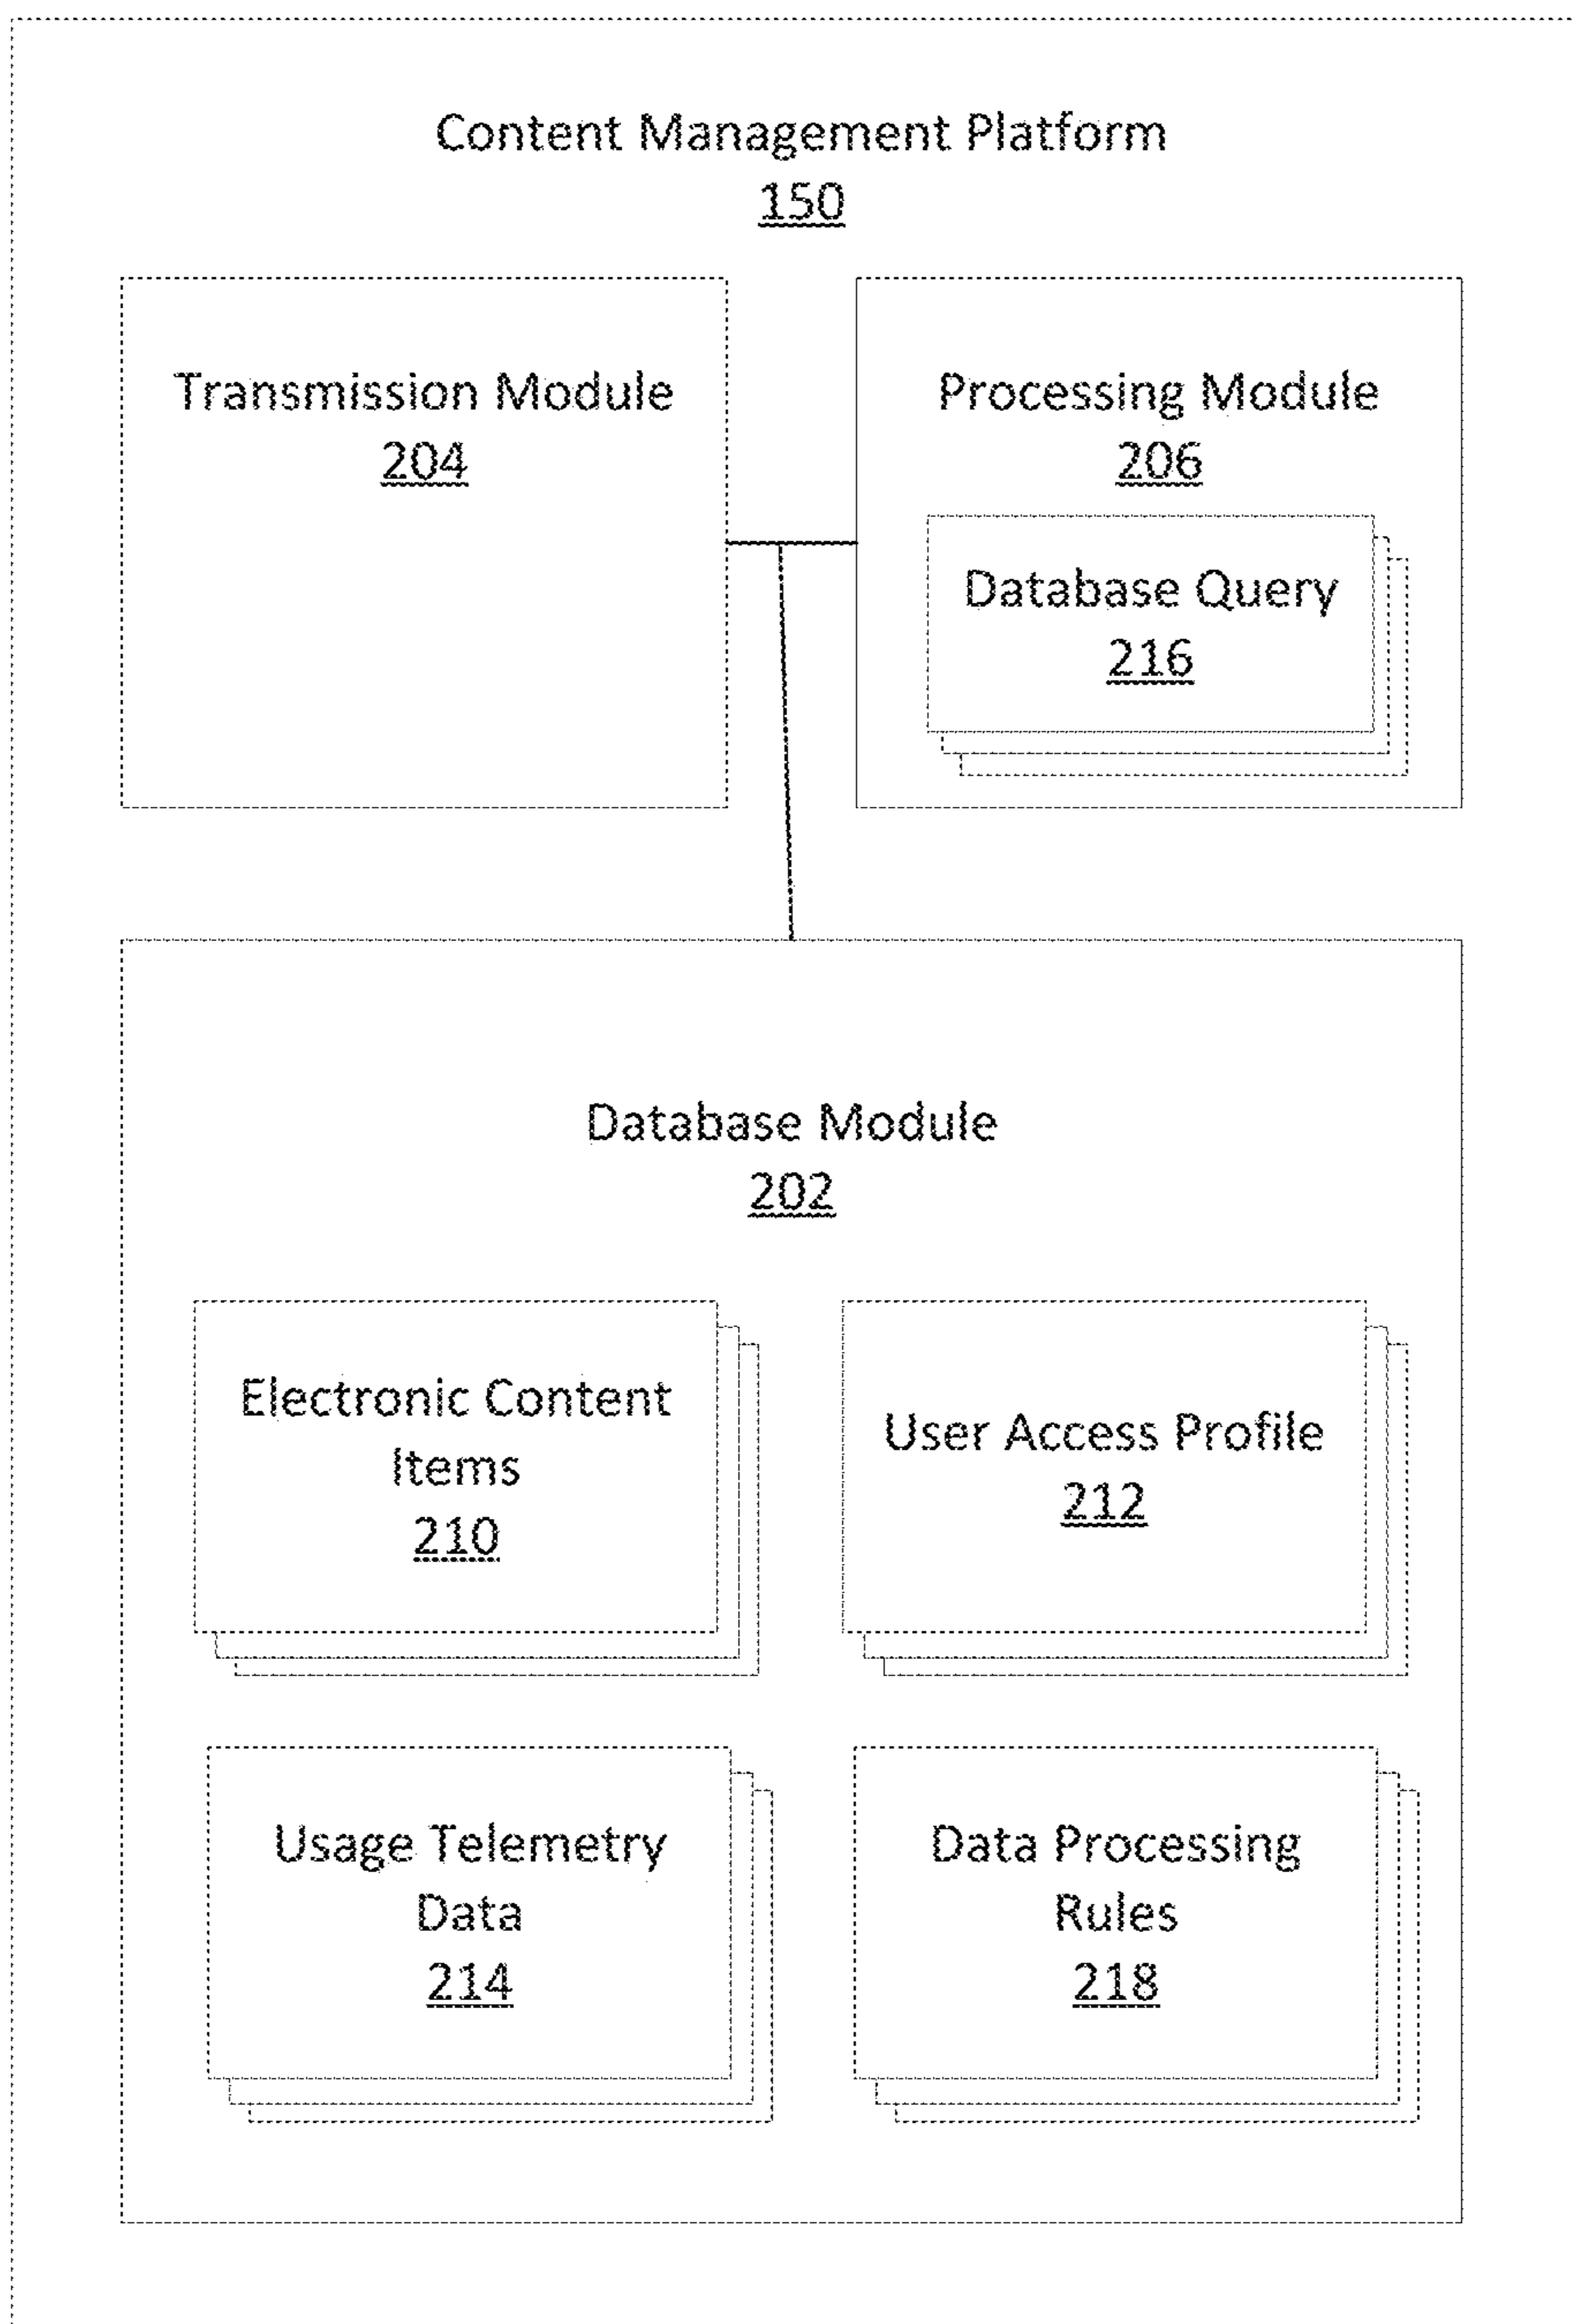 Content Management Platform
150
Transmission Module
204
Processing Module
206
Database Query
216
Database Module
202
Electronic Content
Items
210
User Access Profile
212
Usage Telemetry
Data
214
Data Processing
Rules
218